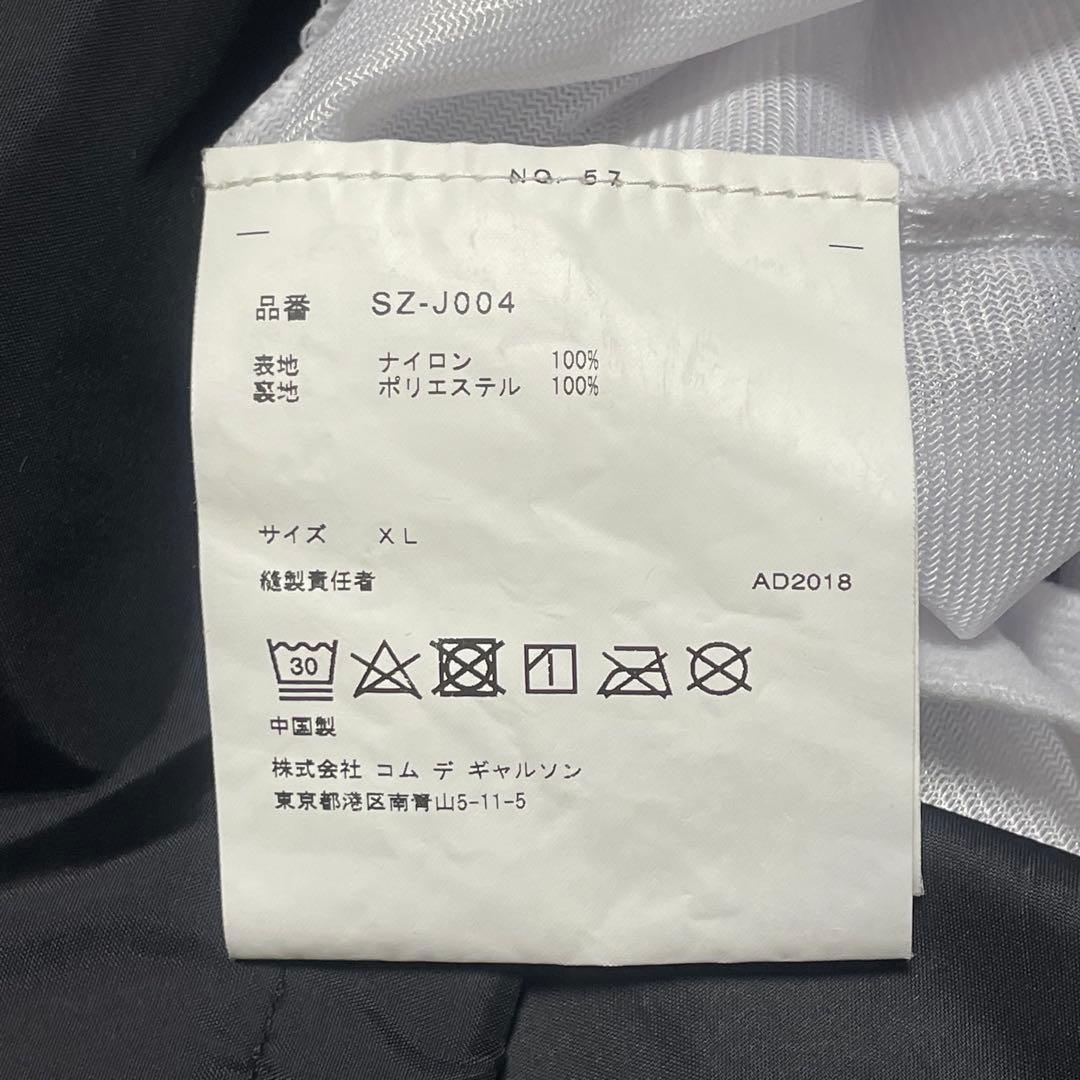 NO. 57
品番 SZ-J004
表地 ナイロン 100%
裏地 ポリエステル 100%
サイズ XL
縫製責任者 AD2018
30
中国製
株式会社 コム デ ギャルソン
東京都港区南青山5-11-5